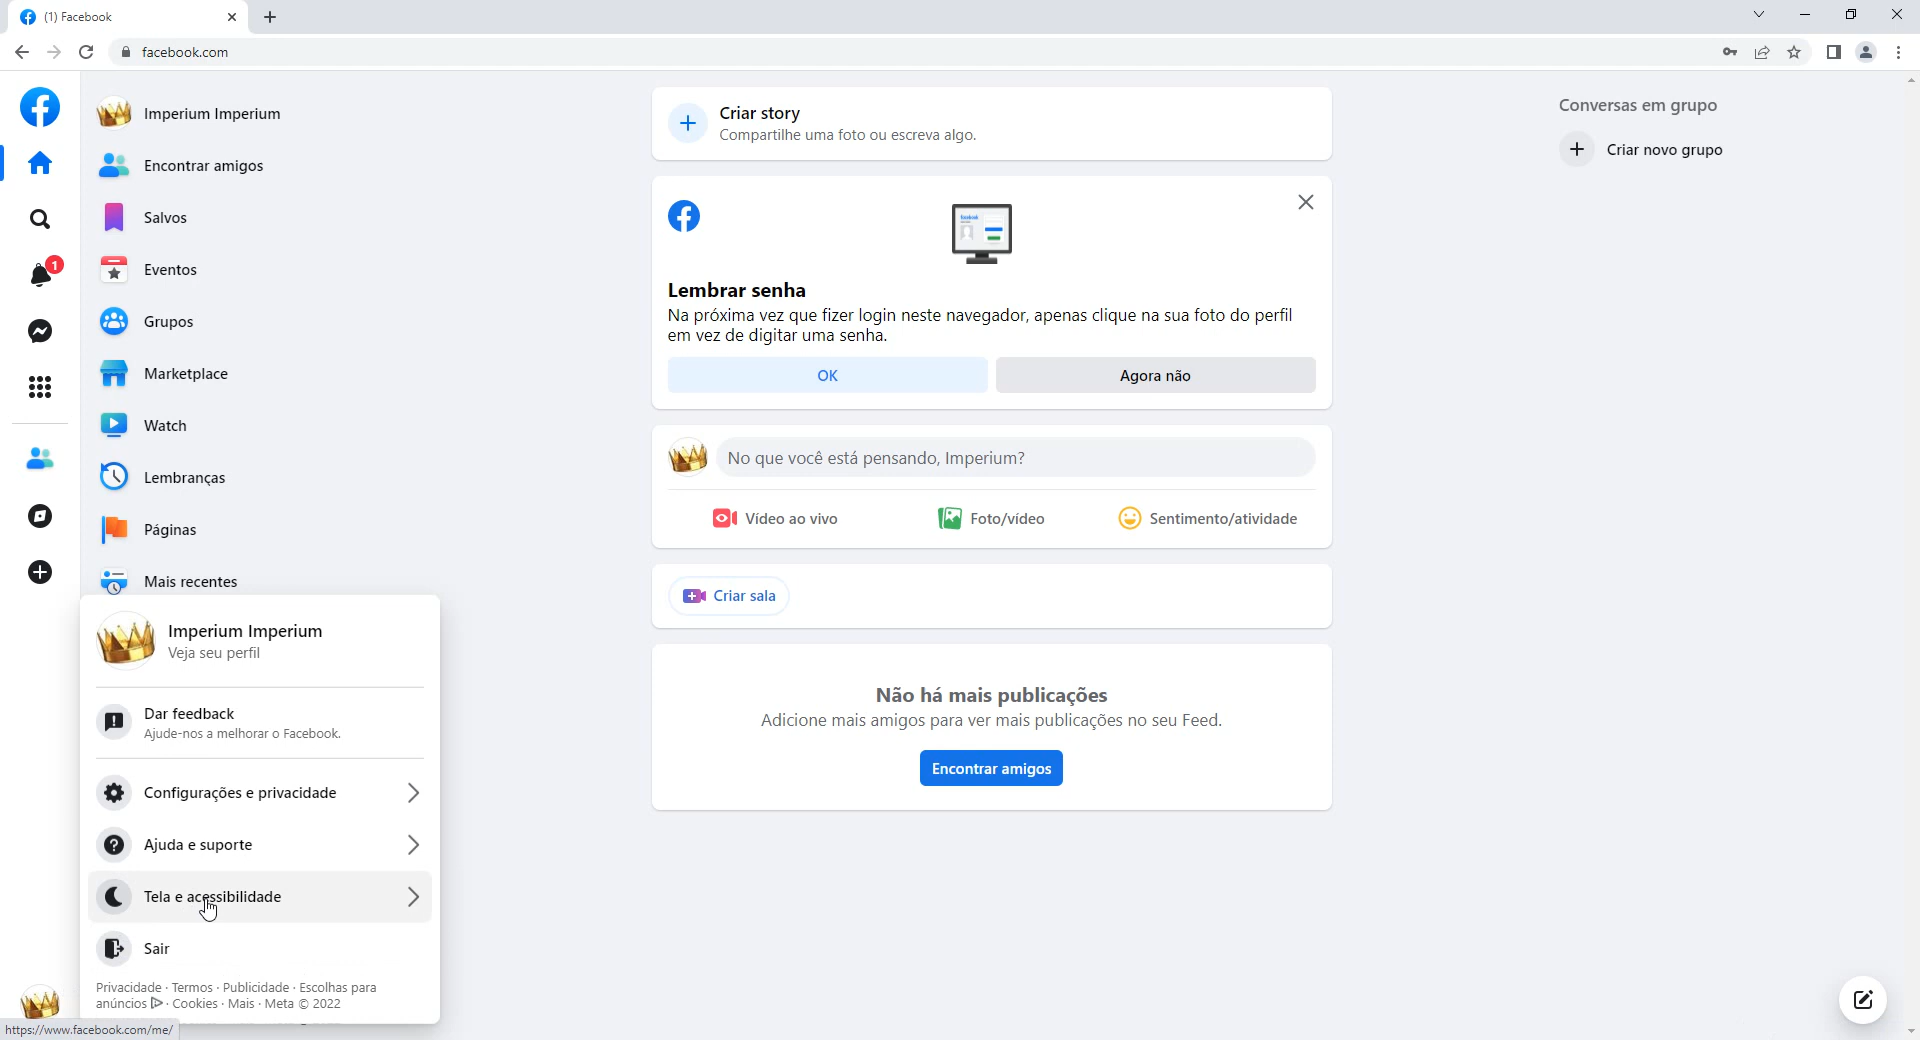 (1) Facebook
facebook.com
Imperium Imperium
Encontrar amigos
Salvos
1
Eventos
Grupos
Marketplace
Watch
Lembranças
Páginas
Mais recentes
Imperium Imperium
Veja seu perfil
Dar feedback
Ajude-nos a melhorar o Facebook.
Configurações e privacidade
Ajuda e suporte
Tela e acessibilidade
Sair
Privacidade · Termos · Publicidade · Escolhas para
anúncios · Cookies · Mais · Meta © 2022
https://www.facebook.com/me/
Criar story
Compartilhe uma foto ou escreva algo.
Lembrar senha
Na próxima vez que fizer login neste navegador, apenas clique na sua foto do perfil
em vez de digitar uma senha.
OK
Agora não
No que você está pensando, Imperium?
Vídeo ao vivo
Foto/vídeo
Sentimento/atividade
Criar sala
Não há mais publicações
Adicione mais amigos para ver mais publicações no seu Feed.
Encontrar amigos
Conversas em grupo
Criar novo grupo